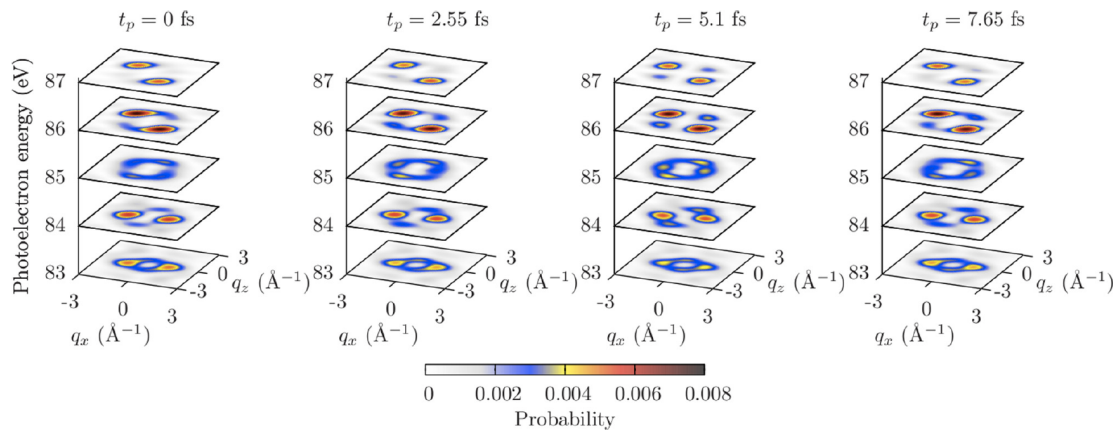 t_p = 0 fs
t_p = 2.55 fs
t_p = 5.1 fs
t_p = 7.65 fs
Photoelectron energy (eV)
87
86
85
84
83
-3
0
3
q_x (Å⁻¹)
3
0
-3
q_z (Å⁻¹)
87
86
85
84
83
-3
0
3
q_x (Å⁻¹)
3
0
-3
q_z (Å⁻¹)
87
86
85
84
83
-3
0
3
q_x (Å⁻¹)
3
0
-3
q_z (Å⁻¹)
87
86
85
84
83
-3
0
3
q_x (Å⁻¹)
3
0
-3
q_z (Å⁻¹)
0 0.002 0.004 0.006 0.008
Probability